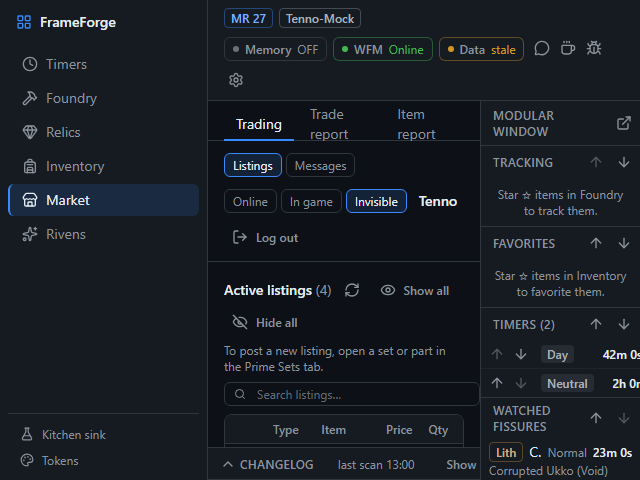 FrameForge
Timers
Foundry
Relics
Inventory
Market
Rivens
Kitchen sink
Tokens
MR 27
Tenno-Mock
Memory OFF
WFM Online
Data stale
Trading
Trade report
Item report
Listings
Messages
Online
In game
Invisible
Tenno
Log out
Active listings (4)
Show all
Hide all
To post a new listing, open a set or part in
the Prime Sets tab.
Search listings...
Type Item Price Qty
CHANGELOG last scan 13:00 Show
MODULAR
WINDOW
TRACKING
Star ☆ items in Foundry
to track them.
FAVORITES
Star ☆ items in Inventory
to favorite them.
TIMERS (2)
Day 42m 0s
Neutral 2h 0m
WATCHED
FISSURES
Lith C. Normal 23m 0s
Corrupted Ukko (Void)